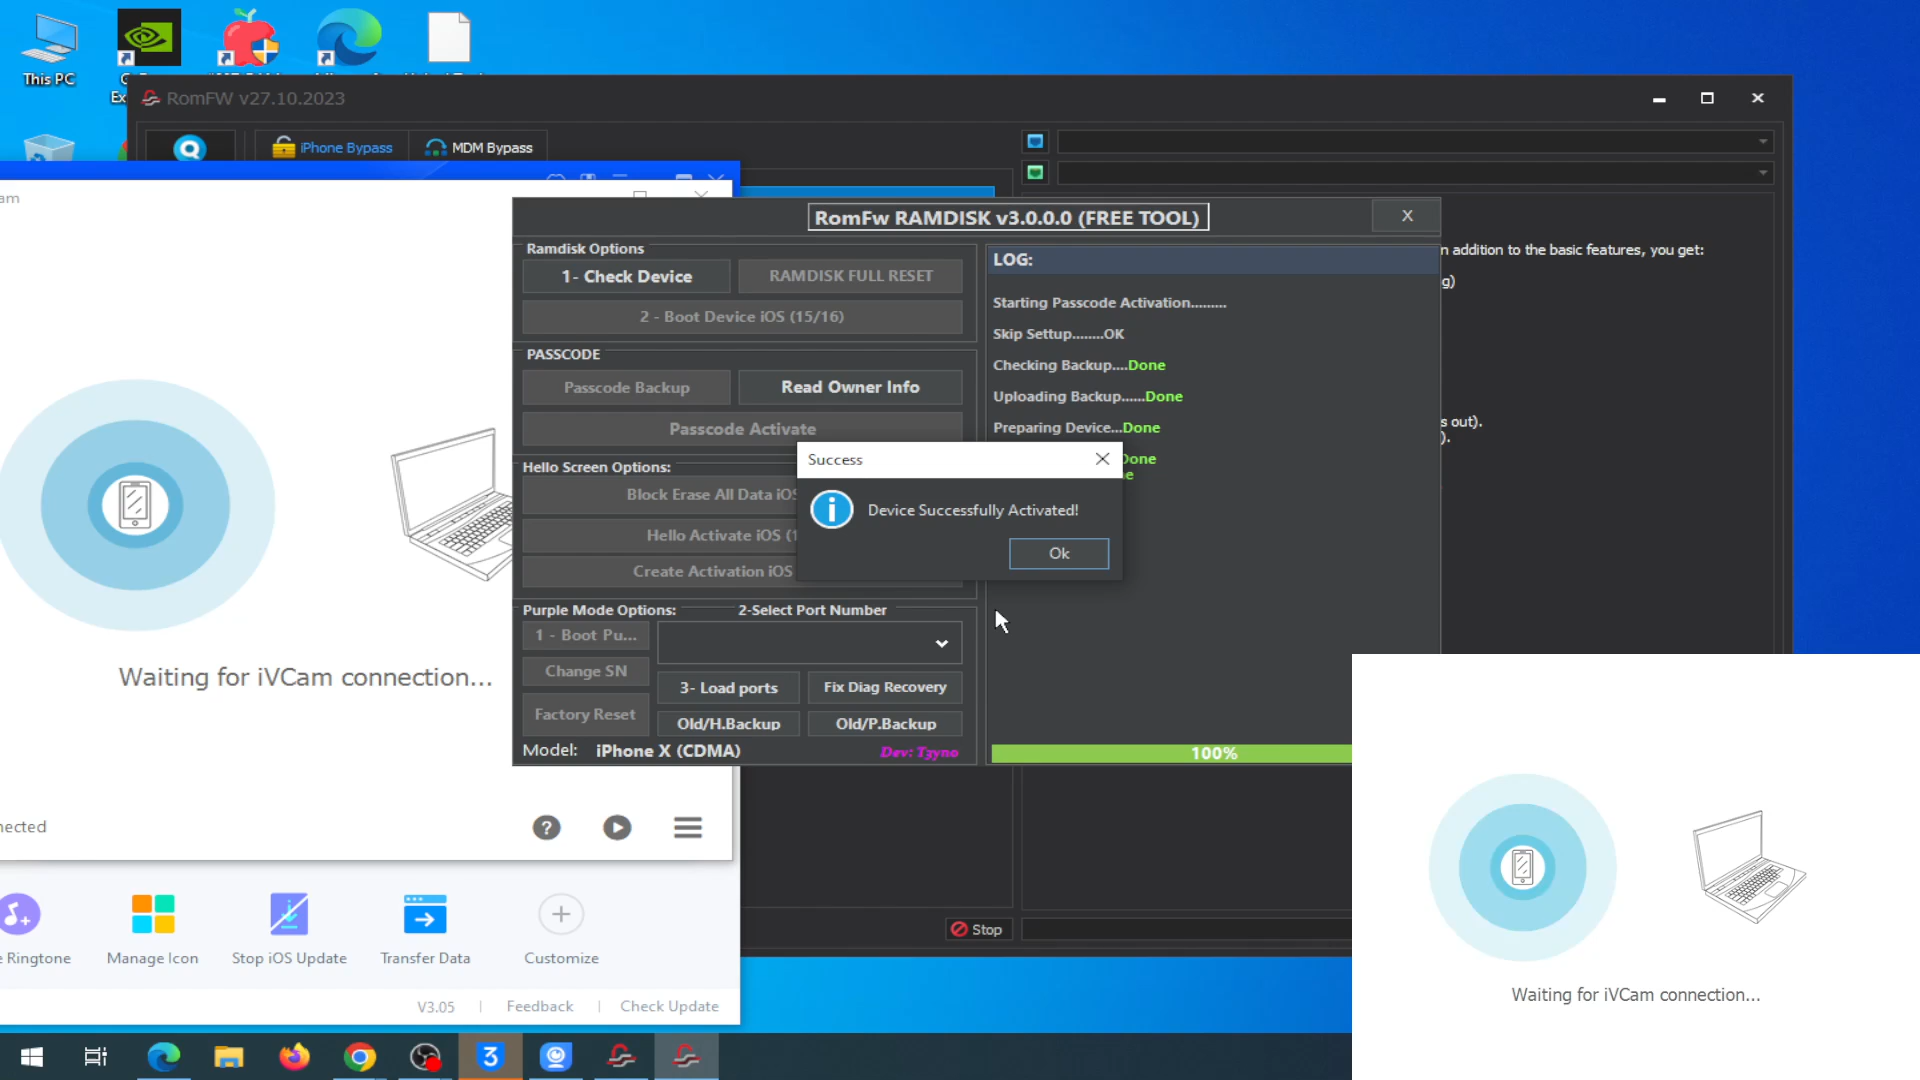 This PC
Ex
RomFW v27.10.2023
iPhone Bypass
MDM Bypass
am
RomFw RAMDISK v3.0.0.0 (FREE TOOL)
X
Ramdisk Options
1- Check Device
RAMDISK FULL RESET
2 - Boot Device iOS (15/16)
PASSCODE
Passcode Backup
Read Owner Info
Passcode Activate
Hello Screen Options:
Block Erase All Data iOS
Hello Activate iOS (1
Create Activation iOS
Purple Mode Options:
2-Select Port Number
1 - Boot Pu...
Change SN
3- Load ports
Fix Diag Recovery
Factory Reset
Old/H.Backup
Old/P.Backup
Model: iPhone X (CDMA)
Dev: T3yno
LOG:
Starting Passcode Activation.........
Skip Settup........OK
Checking Backup....Done
Uploading Backup......Done
Preparing Device...Done
Done
e
100%
Success
Device Successfully Activated!
Ok
n addition to the basic features, you get:
g)
s out).
).
Waiting for iVCam connection...
nected
e Ringtone
Manage Icon
Stop iOS Update
Transfer Data
Customize
V3.05
Feedback
Check Update
Stop
Waiting for iVCam connection...